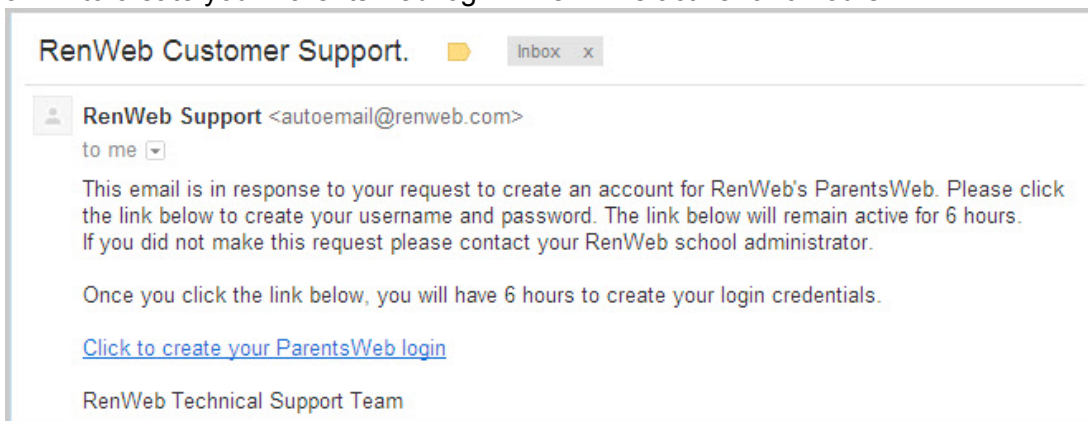 RenWeb Customer Support. Inbox x
RenWeb Support <autoemail@renweb.com>
to me
This email is in response to your request to create an account for RenWeb's ParentsWeb. Please click
the link below to create your username and password. The link below will remain active for 6 hours.
If you did not make this request please contact your RenWeb school administrator.
Once you click the link below, you will have 6 hours to create your login credentials.
Click to create your ParentsWeb login
RenWeb Technical Support Team